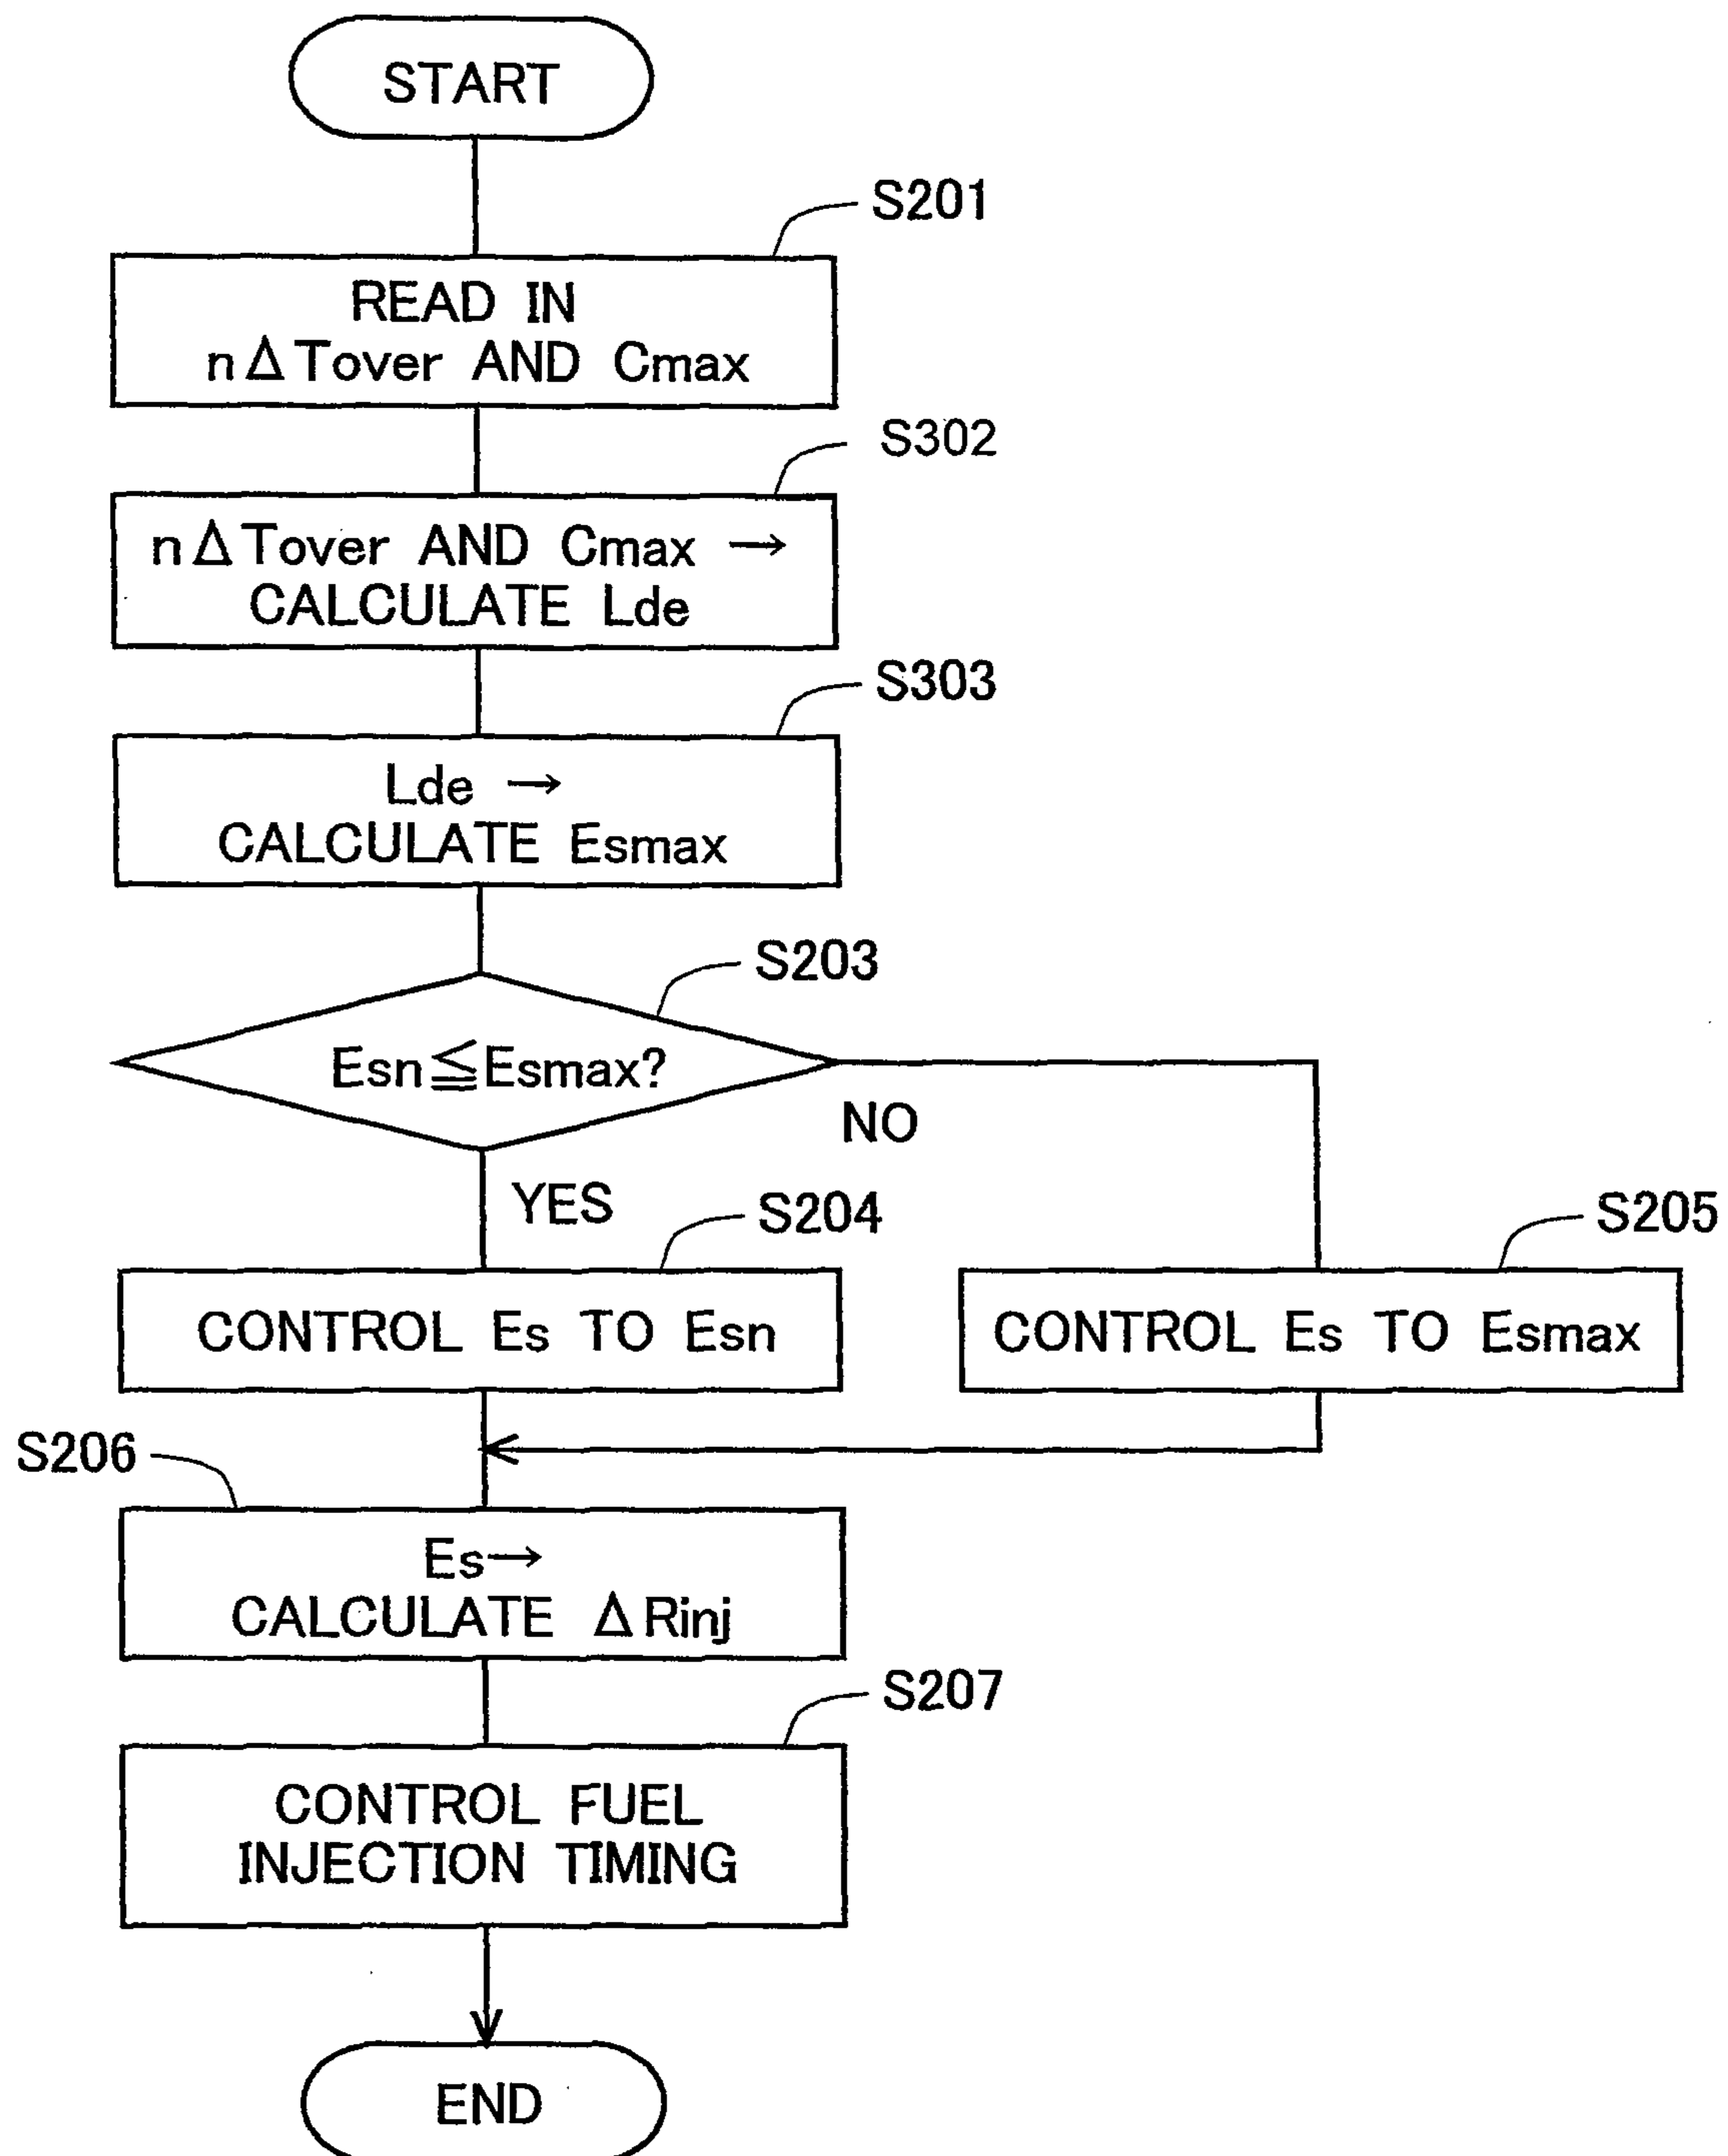 START
S201
READ IN
nΔTover AND Cmax
S302
nΔTover AND Cmax →
CALCULATE Lde
S303
Lde →
CALCULATE Esmax
S203
Esn≦Esmax?
NO
YES
S204
S205
CONTROL Es TO Esn
CONTROL Es TO Esmax
S206
Es→
CALCULATE ΔRinj
S207
CONTROL FUEL
INJECTION TIMING
END